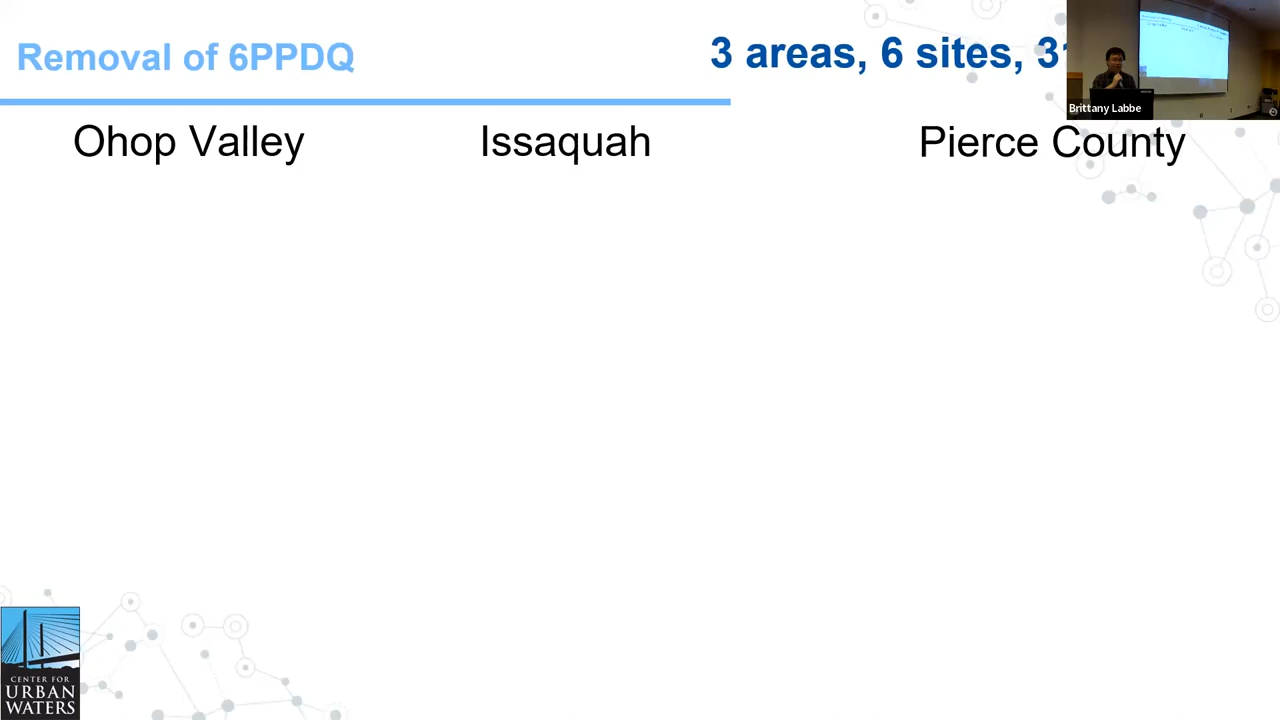 Removal of 6PPDQ
3 areas, 6 sites,
Brittany Labbe
Ohop Valley
Issaquah
Pierce County
CENTER FOR
URBAN
WATERS